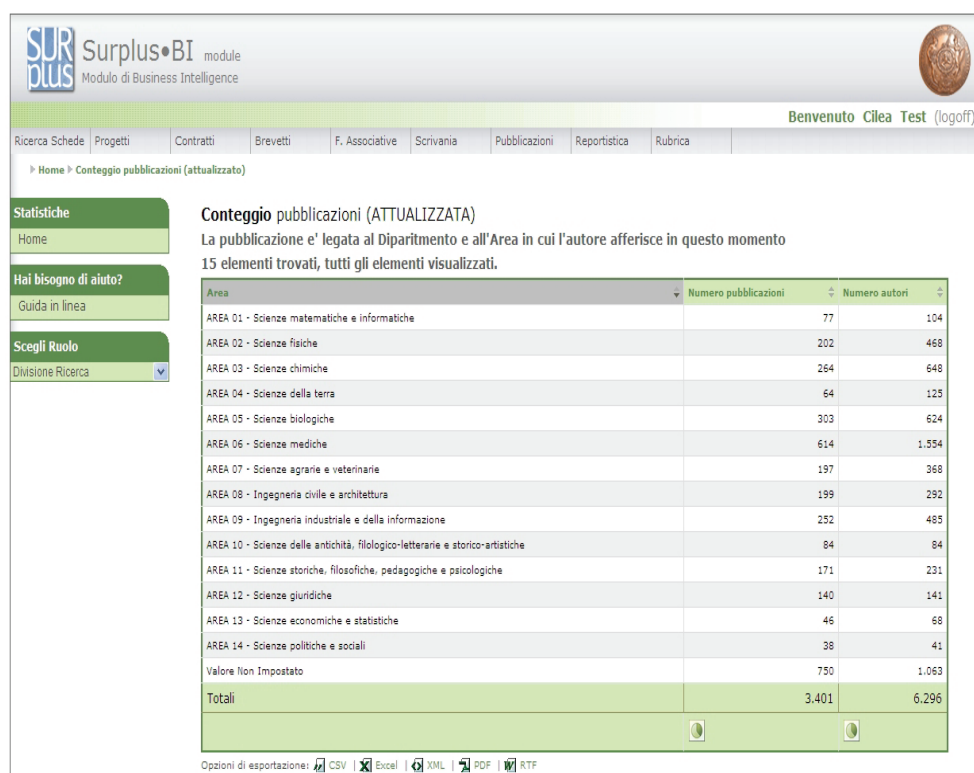 SURplus Surplus•BI module
Modulo di Business Intelligence
Benvenuto Cilea Test (logoff)
Ricerca Schede Progetti Contratti Brevetti F. Associative Scrivania Pubblicazioni Reportistica Rubrica
Home Conteggio pubblicazioni (attualizzato)
Statistiche
Home
Hai bisogno di aiuto?
Guida in linea
Scegli Ruolo
Divisione Ricerca
Conteggio pubblicazioni (ATTUALIZZATA)
La pubblicazione e' legata al Diparitmento e all'Area in cui l'autore afferisce in questo momento
15 elementi trovati, tutti gli elementi visualizzati.
Area Numero pubblicazioni Numero autori
AREA 01 - Scienze matematiche e informatiche 77 104
AREA 02 - Scienze fisiche 202 468
AREA 03 - Scienze chimiche 264 648
AREA 04 - Scienze della terra 64 125
AREA 05 - Scienze biologiche 303 624
AREA 06 - Scienze mediche 614 1.554
AREA 07 - Scienze agrarie e veterinarie 197 368
AREA 08 - Ingegneria civile e architettura 199 292
AREA 09 - Ingegneria industriale e della informazione 252 485
AREA 10 - Scienze delle antichità, filologico-letterarie e storico-artistiche 84 84
AREA 11 - Scienze storiche, filosofiche, pedagogiche e psicologiche 171 231
AREA 12 - Scienze giuridiche 140 141
AREA 13 - Scienze economiche e statistiche 46 68
AREA 14 - Scienze politiche e sociali 38 41
Valore Non Impostato 750 1.063
Totali 3.401 6.296
Opzioni di esportazione: CSV | Excel | XML | PDF | RTF